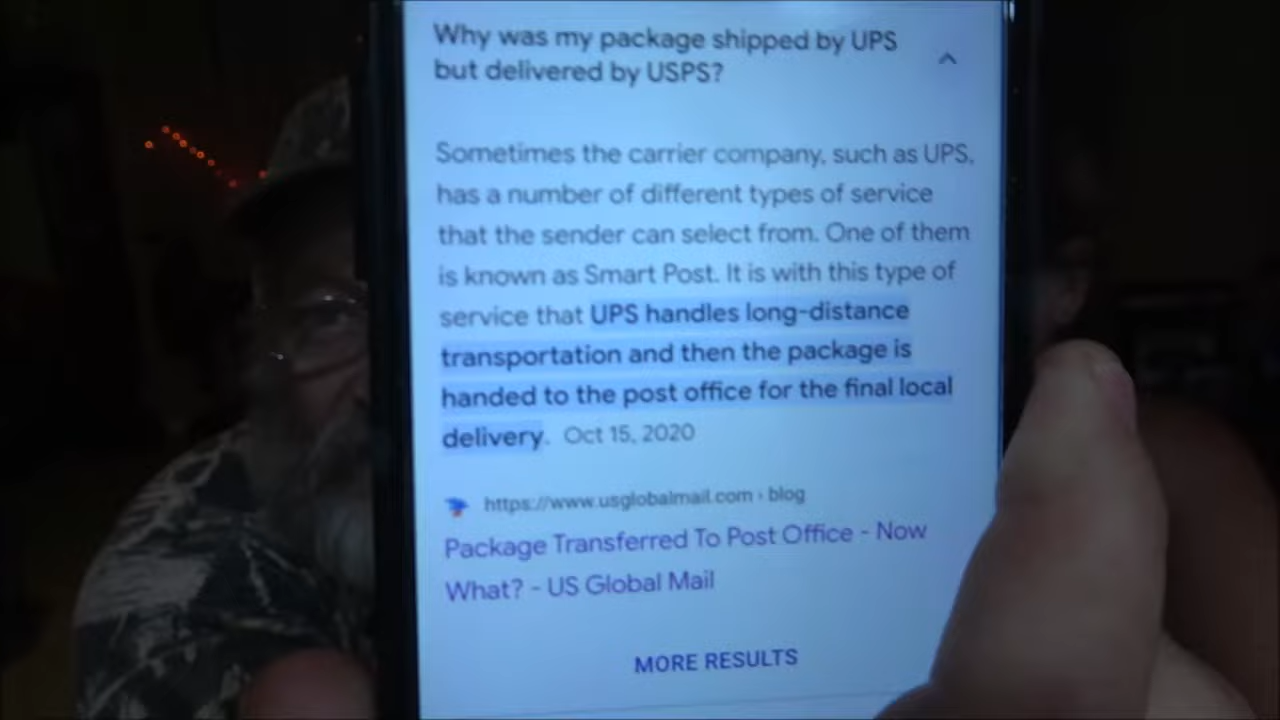 Why was my package shipped by UPS
but delivered by USPS?
Sometimes the carrier company, such as UPS,
has a number of different types of service
that the sender can select from. One of them
is known as Smart Post. It is with this type of
service that UPS handles long-distance
transportation and then the package is
handed to the post office for the final local
delivery. Oct 15, 2020
https://www.usglobalmail.com › blog
Package Transferred To Post Office - Now
What? - US Global Mail
MORE RESULTS